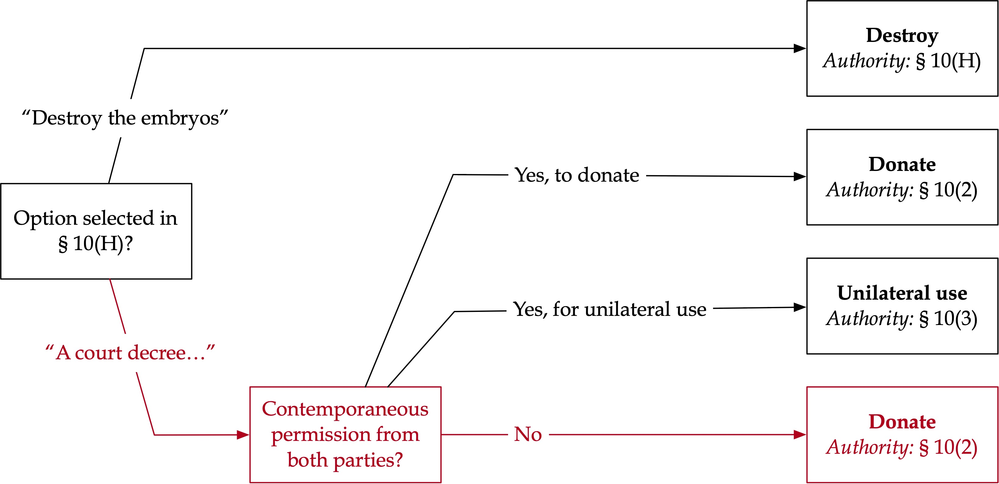 Destroy
Authority: § 10(H)
“Destroy the embryos”
Yes, to donate
Donate
Authority: § 10(2)
Option selected in
§ 10(H)?
Yes, for unilateral use
Unilateral use
Authority: § 10(3)
“A court decree…”
Contemporaneous
permission from
both parties?
No
Donate
Authority: § 10(2)